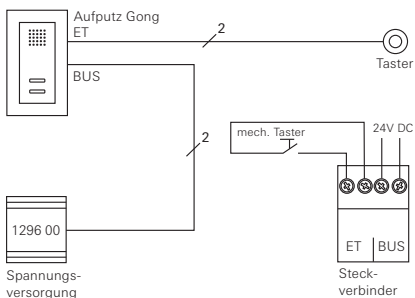 Aufputz Gong
ET
2
Taster
BUS
2
mech. Taster
24V DC
1296 00
ET
BUS
Spannungs-
versorgung
Steck-
verbinder